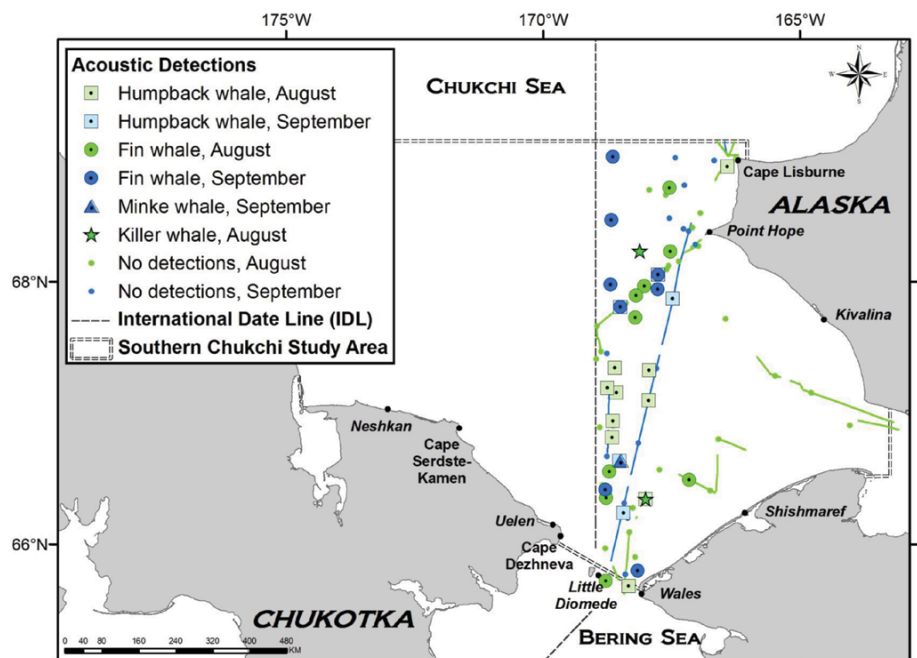 175°W
170°W
165°W
Acoustic Detections
Humpback whale, August
Humpback whale, September
Fin whale, August
Fin whale, September
Minke whale, September
Killer whale, August
No detections, August
No detections, September
International Date Line (IDL)
Southern Chukchi Study Area
CHUKCHI SEA
N
W E
S
Cape Lisburne
ALASKA
Point Hope
68°N
68°N
Kivalina
Neshkan
Cape
Serdste-
Kamen
Uelen
Shishmaref
66°N
66°N
Cape
Dezhneva
Little
Diomede
Wales
CHUKOTKA
BERING SEA
0 40 80 160 240 320 400 480
KM